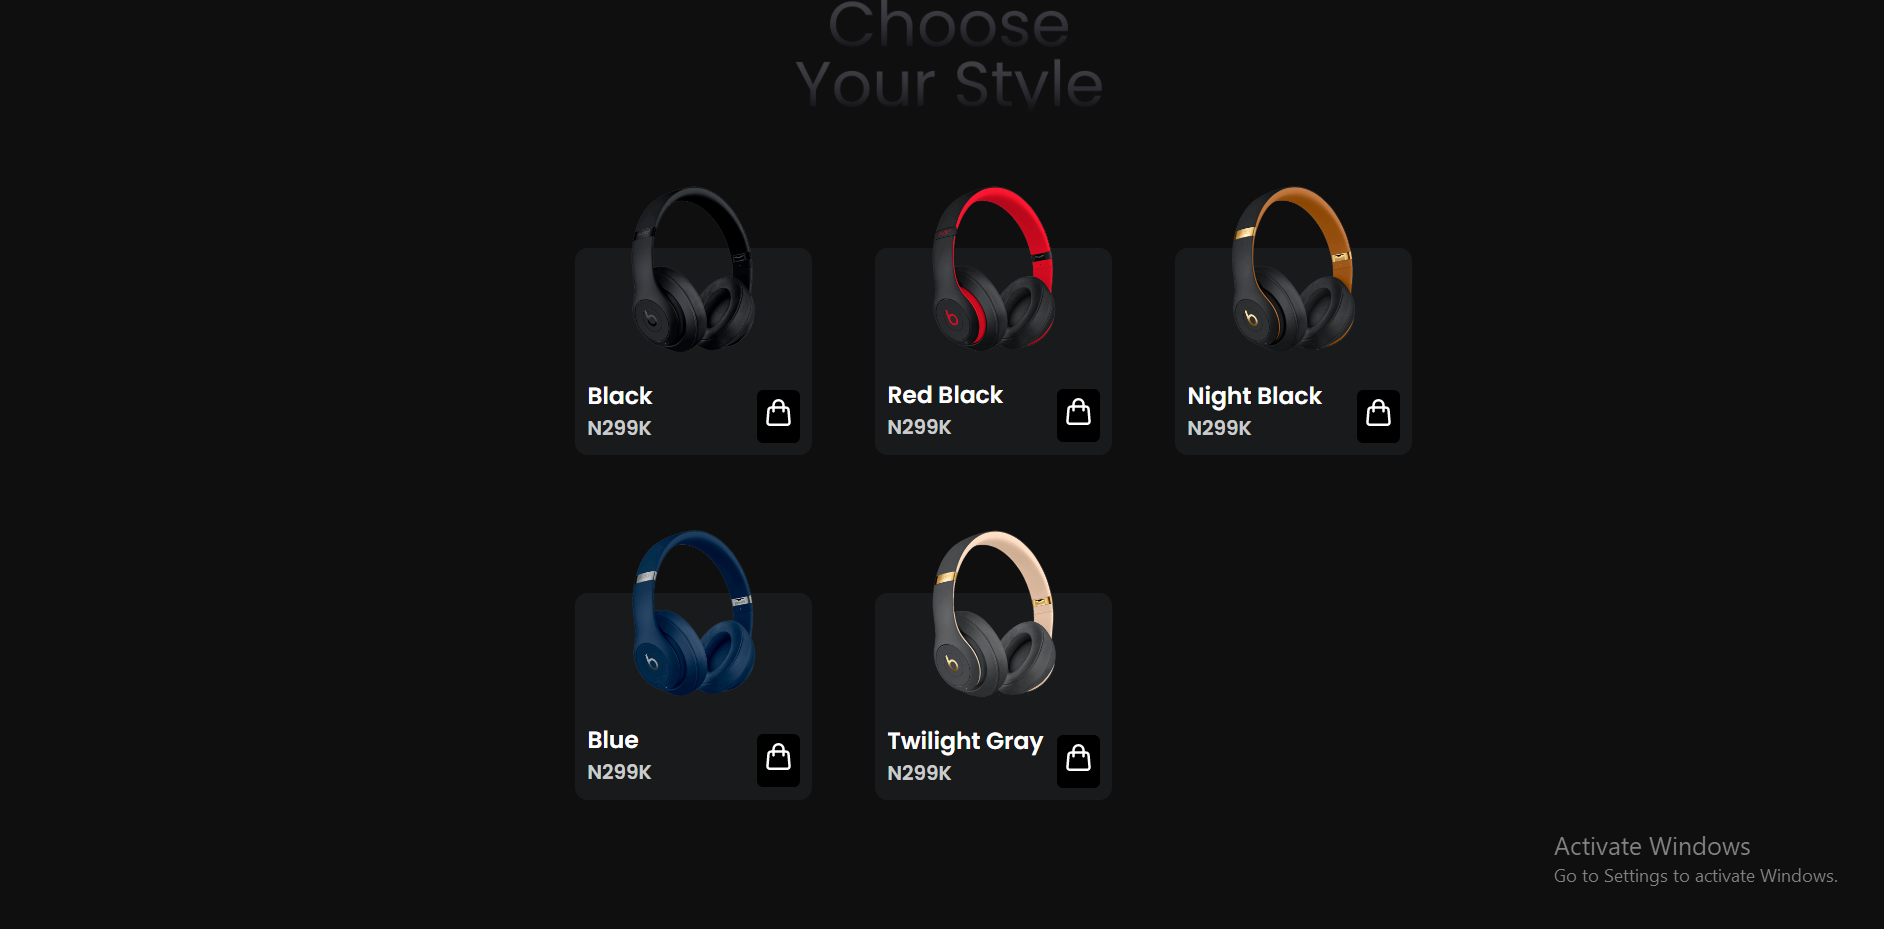 Choose
Your Style
Black
N299K
Red Black
N299K
Night Black
N299K
Blue
N299K
Twilight Gray
N299K
Activate Windows
Go to Settings to activate Windows.